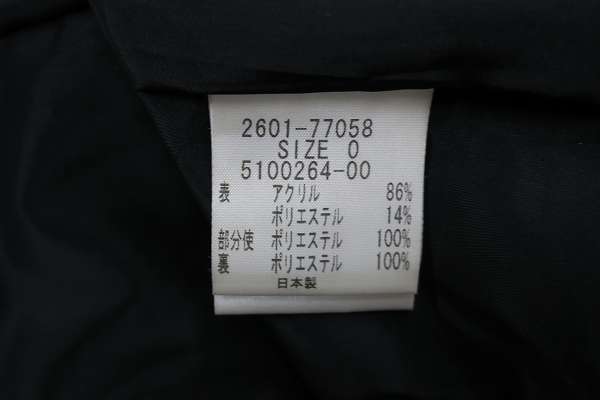 2601-77058
SIZE 0
5100264-00
表 アクリル 86%
ポリエステル 14%
部分使 ポリエステル 100%
裏 ポリエステル 100%
日本製